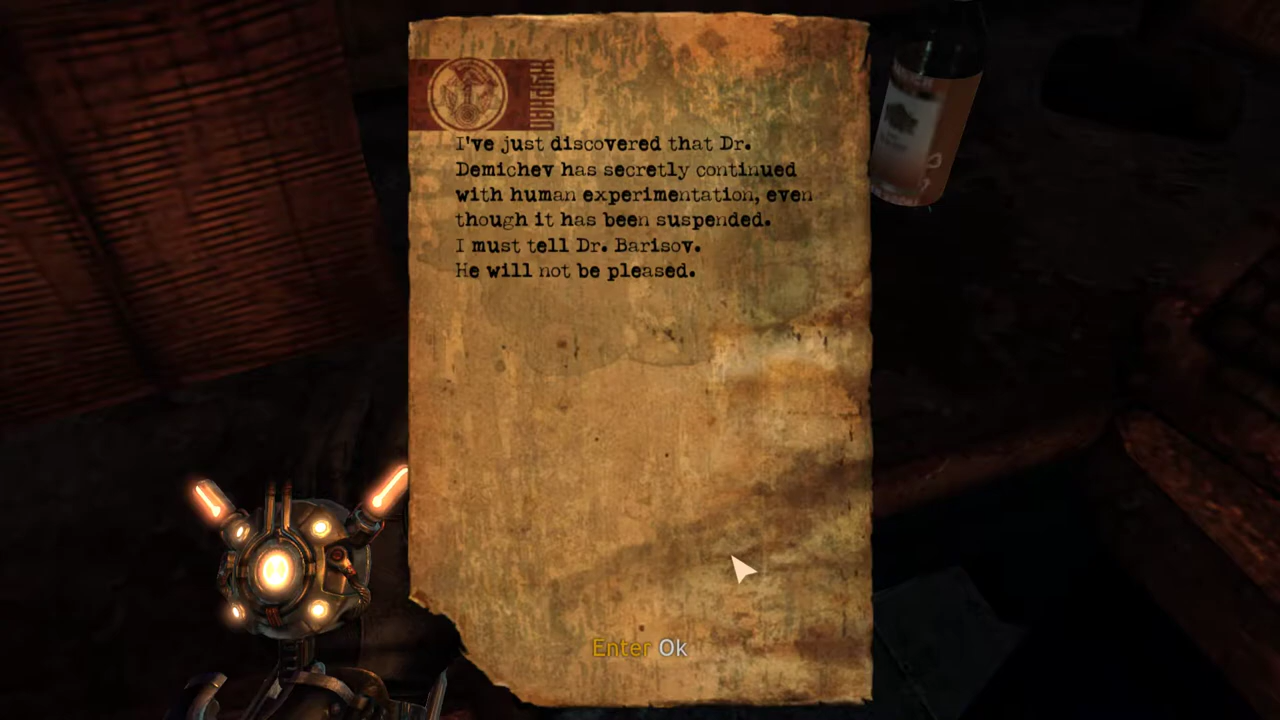 I've just discovered that Dr.
Demichev has secretly continued
with human experimentation, even
though it has been suspended.
I must tell Dr. Barisov.
He will not be pleased.
Enter Ok